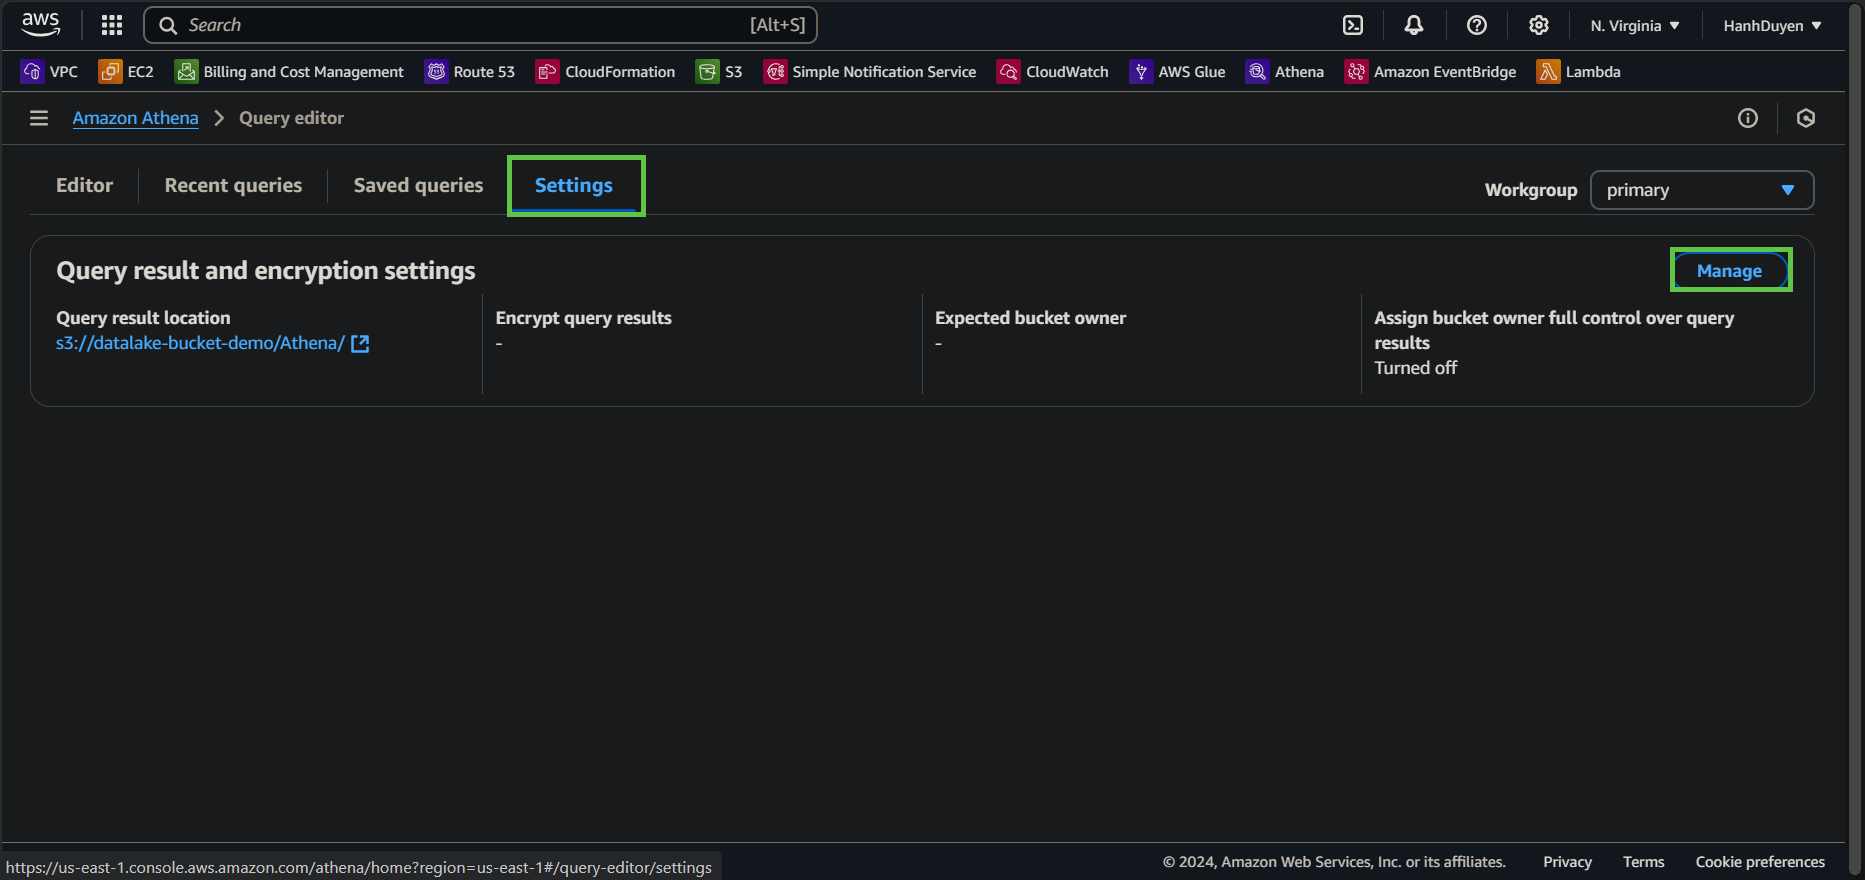 aws Search [Alt+S] N. Virginia HanhDuyen
VPC EC2 Billing and Cost Management Route 53 CloudFormation S3 Simple Notification Service CloudWatch AWS Glue Athena Amazon EventBridge Lambda
Amazon Athena Query editor
Editor Recent queries Saved queries Settings Workgroup primary
Query result and encryption settings Manage
Query result location
s3://datalake-bucket-demo/Athena/
Encrypt query results
-
Expected bucket owner
-
Assign bucket owner full control over query
results
Turned off
https://us-east-1.console.aws.amazon.com/athena/home?region=us-east-1#/query-editor/settings
© 2024, Amazon Web Services, Inc. or its affiliates. Privacy Terms Cookie preferences